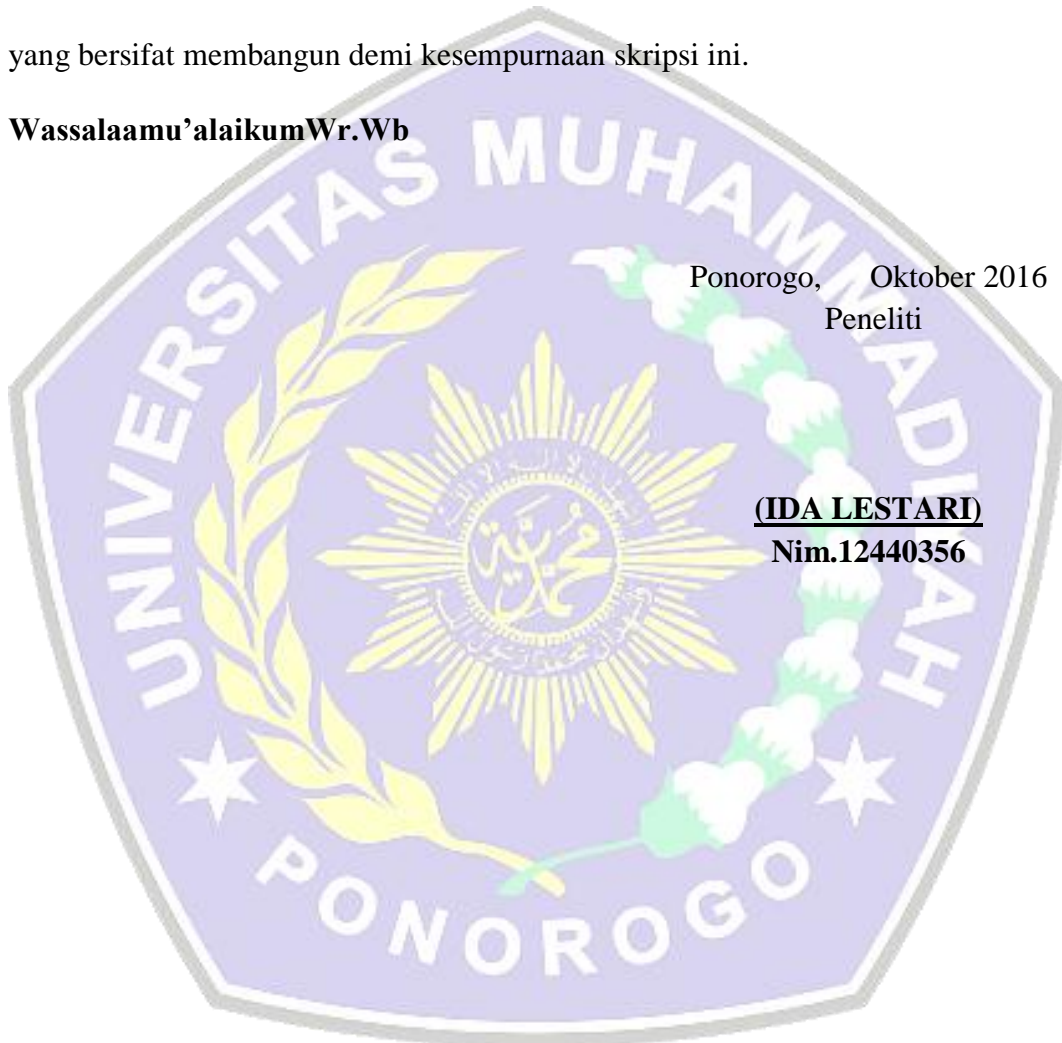 yang bersifat membangun demi kesempurnaan skripsi ini.
Wassalaamu’alaikumWr.Wb
Ponorogo, Oktober 2016
Peneliti
(IDA LESTARI)
Nim.12440356
UNIVERSITAS MUHAMMADIYAH
PONOROGO
محمدية